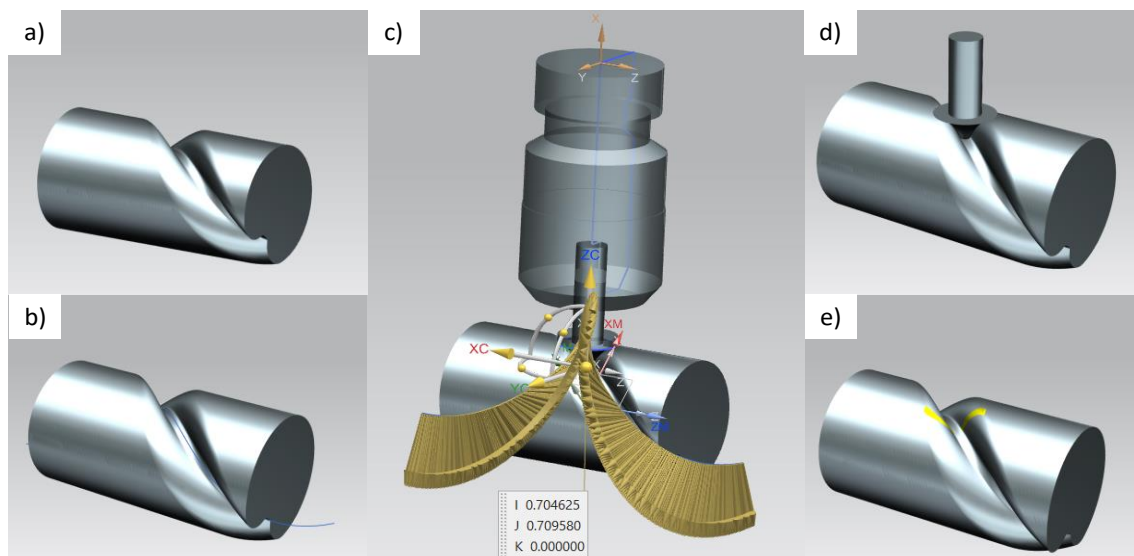 a)
b)
c)
X
Y
Z
ZC
XC
YC
XM
Z
ZM
I 0.704625
J 0.709580
K 0.000000
d)
e)